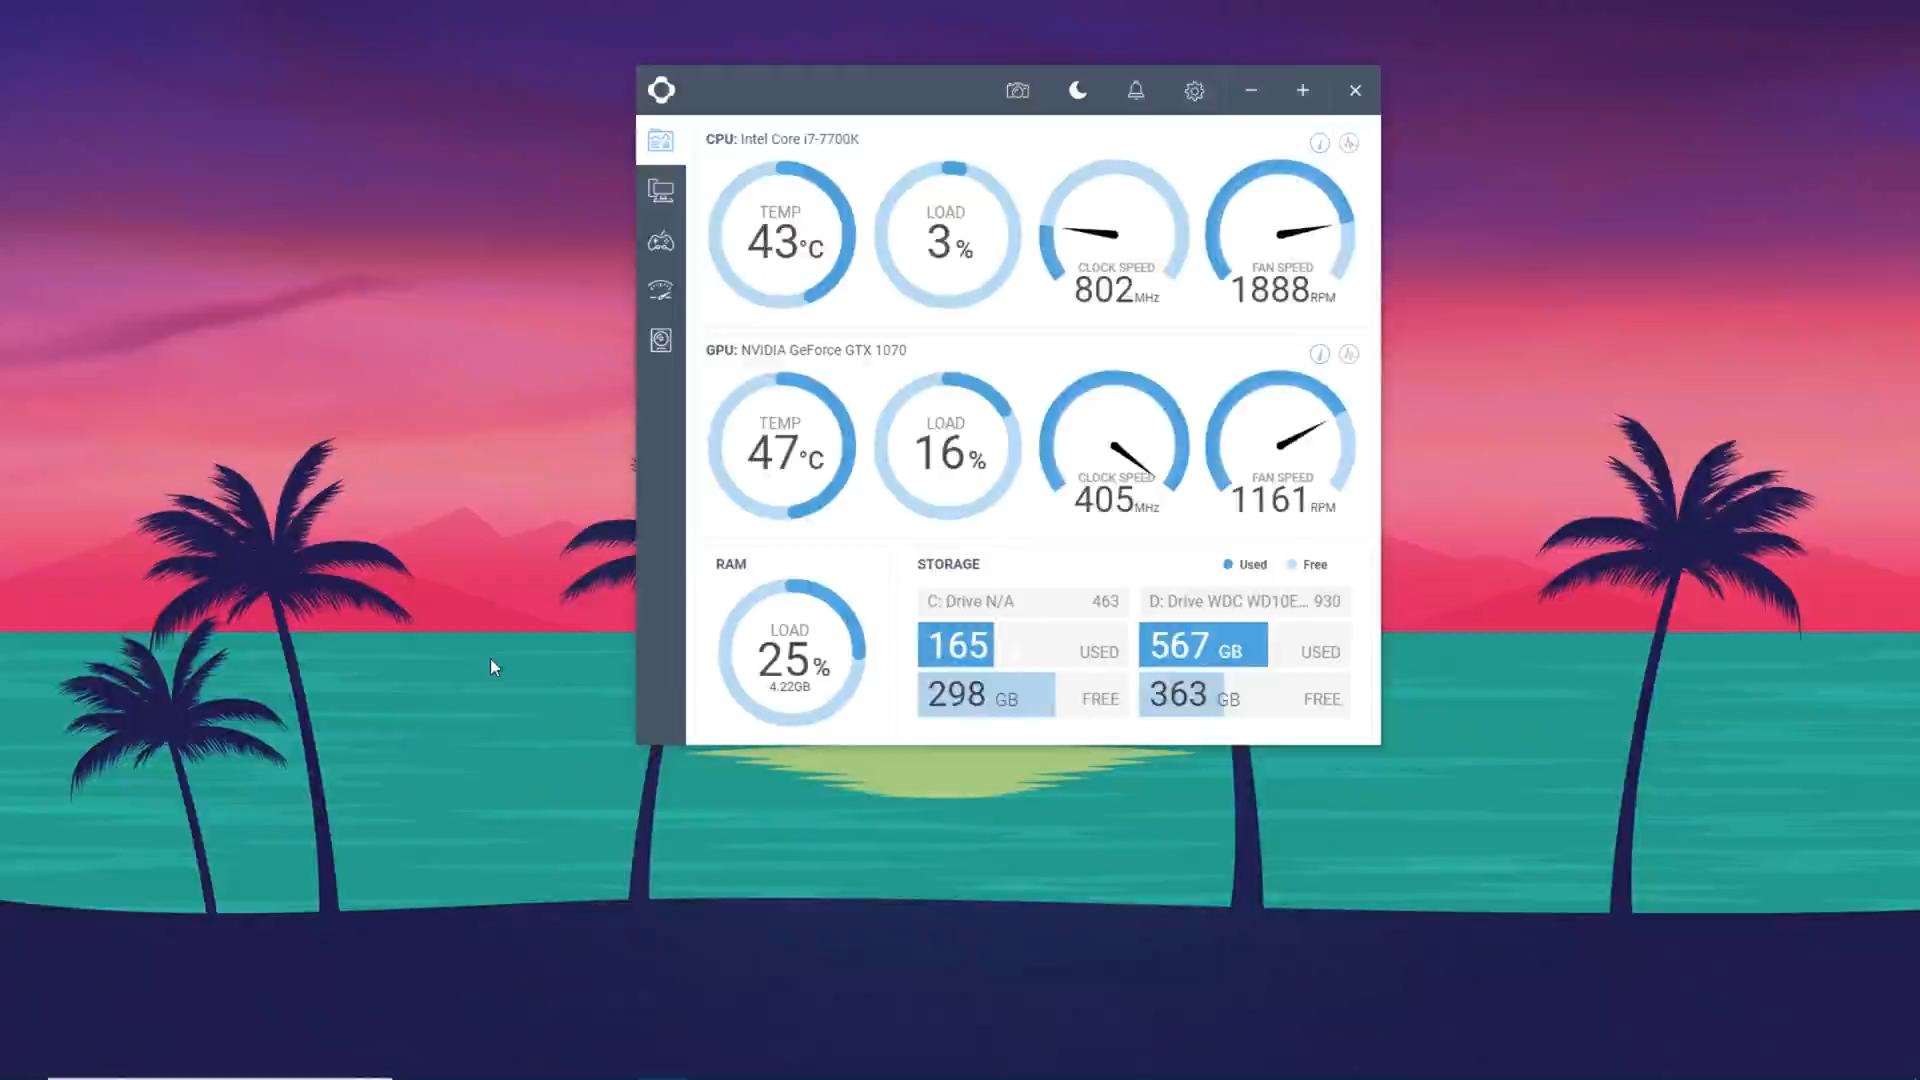 CPU: Intel Core i7-7700K
TEMP
43°C
LOAD
3%
CLOCK SPEED
802MHz
FAN SPEED
1888RPM
GPU: NVIDIA GeForce GTX 1070
TEMP
47°C
LOAD
16%
CLOCK SPEED
405MHz
FAN SPEED
1161RPM
RAM
LOAD
25%
4.22GB
STORAGE
Used
Free
C: Drive N/A 463
165 USED
298 GB FREE
D: Drive WDC WD10E... 930
567 GB USED
363 GB FREE